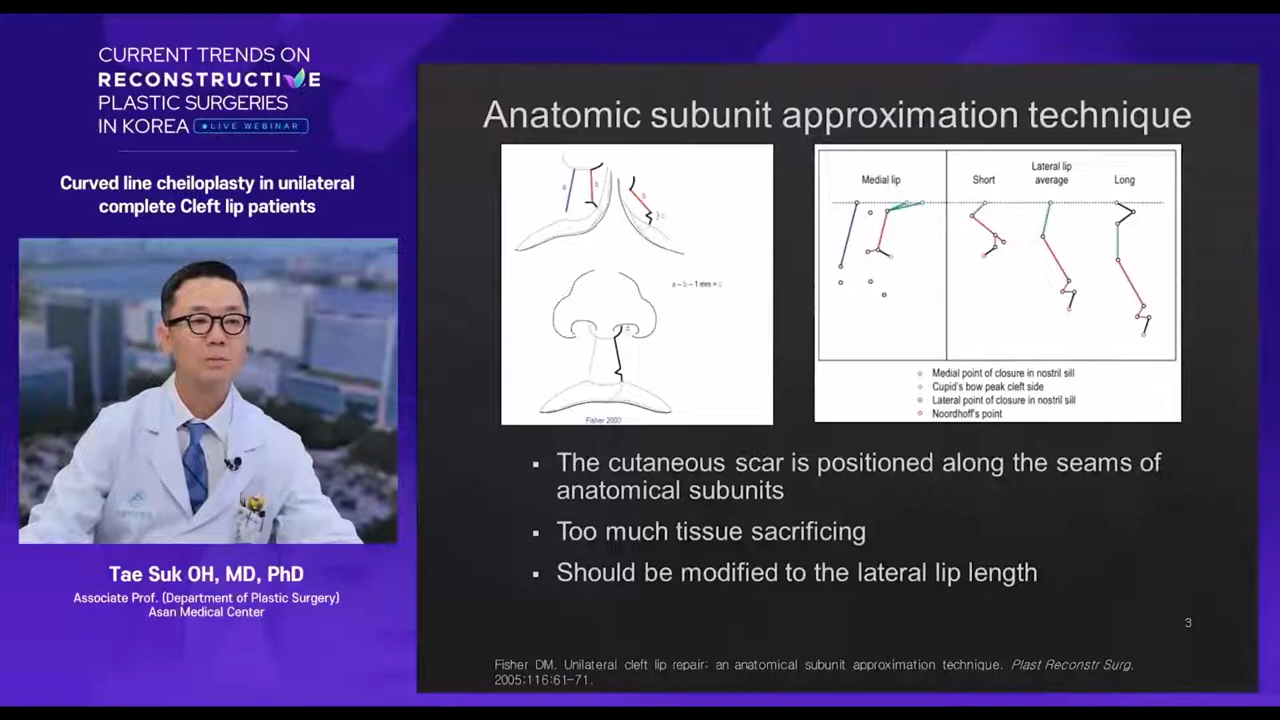 CURRENT TRENDS ON
RECONSTRUCTIVE
PLASTIC SURGERIES
IN KOREA LIVE WEBINAR
Curved line cheiloplasty in unilateral
complete Cleft lip patients
Tae Suk OH, MD, PhD
Associate Prof. (Department of Plastic Surgery)
Asan Medical Center
Anatomic subunit approximation technique
a - b - 1 mm = c
Fisher 2000
Medial lip
Short
Lateral lip
average
Long
Medial point of closure in nostril sill
Cupid's bow peak cleft side
Lateral point of closure in nostril sill
Noordhoff's point
▪ The cutaneous scar is positioned along the seams of
anatomical subunits
▪ Too much tissue sacrificing
▪ Should be modified to the lateral lip length
3
Fisher DM. Unilateral cleft lip repair: an anatomical subunit approximation technique. Plast Reconstr Surg.
2005;116:61-71.